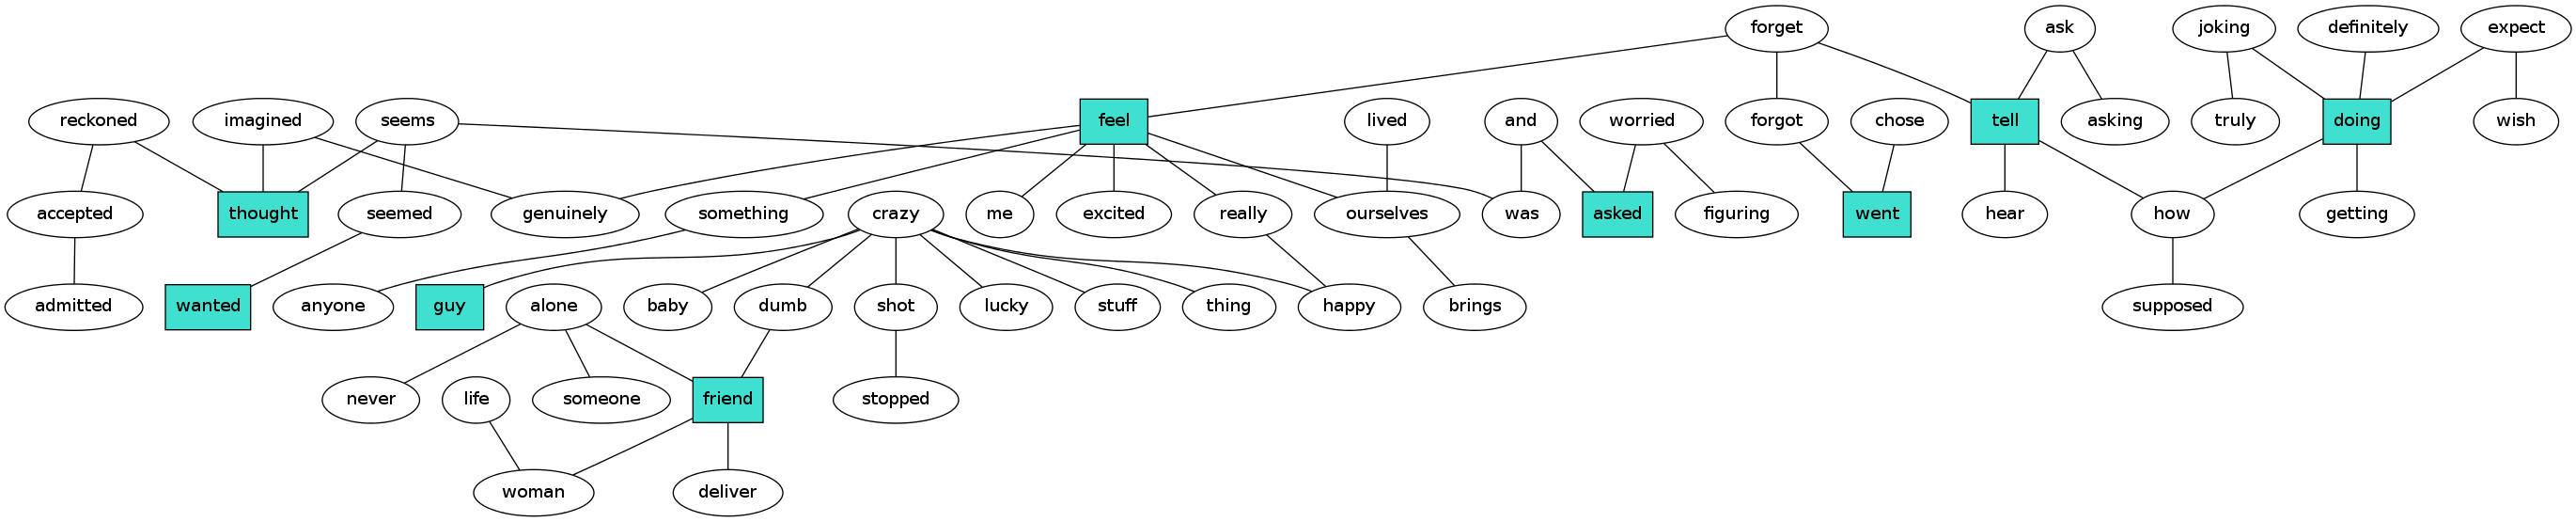 forget ask joking definitely expect
reckoned imagined seems feel lived and worried forgot chose tell asking truly doing wish
accepted thought seemed genuinely something crazy me excited really ourselves was asked figuring went hear how getting
admitted wanted anyone guy alone baby dumb shot lucky stuff thing happy brings supposed
never life someone friend stopped
woman deliver